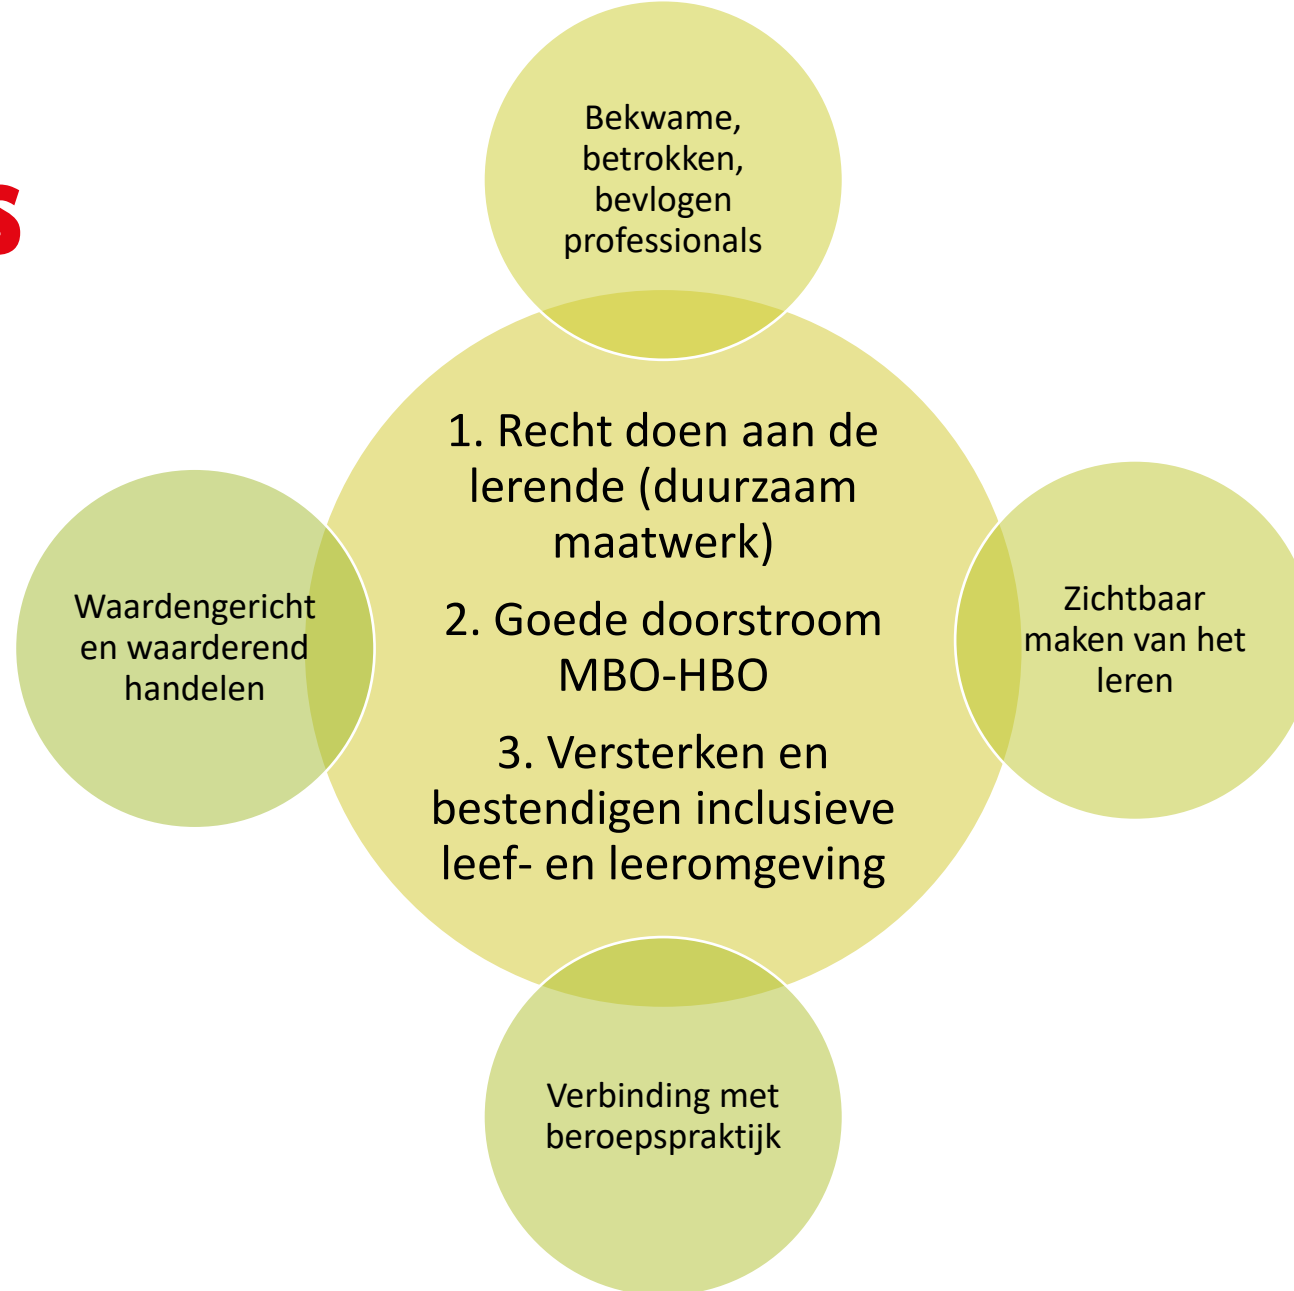 s
Bekwame,
betrokken,
bevlogen
professionals
1. Recht doen aan de
lerende (duurzaam
maatwerk)
2. Goede doorstroom
MBO-HBO
3. Versterken en
bestendigen inclusieve
leef- en leeromgeving
Waardengericht
en waarderend
handelen
Zichtbaar
maken van het
leren
Verbinding met
beroepspraktijk